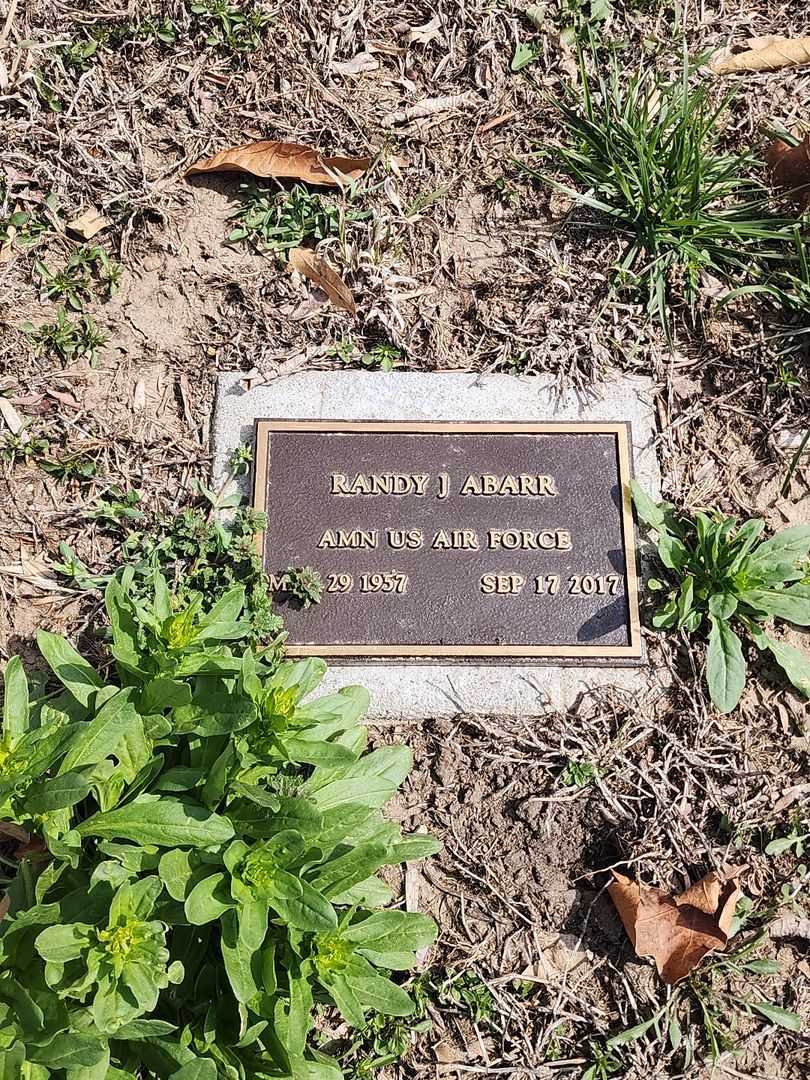 RANDY J ABARR
AMN US AIR FORCE
29 1957 SEP 17 2017